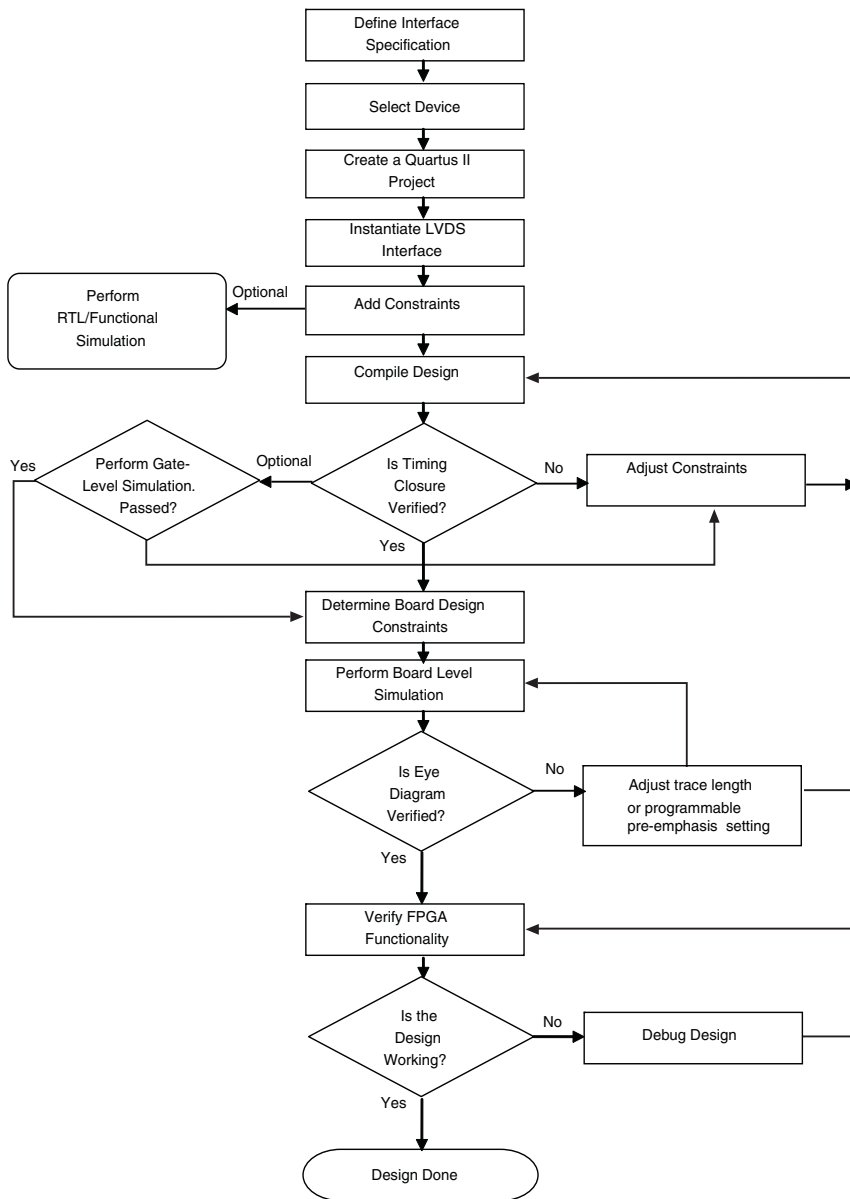 Define Interface
Specification
Select Device
Create a Quartus II
Project
Instantiate LVDS
Interface
Perform
RTL/Functional
Simulation
Optional
Add Constraints
Compile Design
Yes
Perform Gate-
Level Simulation.
Passed?
Optional
Is Timing
Closure
Verified?
No
Adjust Constraints
Yes
Determine Board Design
Constraints
Perform Board Level
Simulation
Is Eye
Diagram
Verified?
No
Adjust trace length
or programmable
pre-emphasis setting
Yes
Verify FPGA
Functionality
Is the
Design
Working?
No
Debug Design
Yes
Design Done